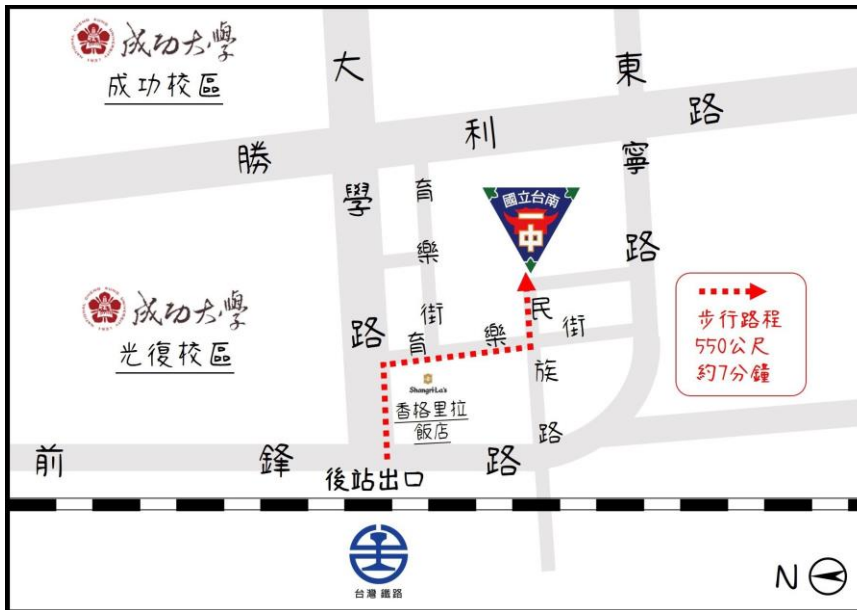 成功大學
成功校區
大學路
東寧路
勝利路
育樂街
國立台南
一中
成功大學
光復校區
育樂街
民族路
步行路程
550公尺
約7分鐘
Shangri-La's
香格里拉
飯店
前鋒路
後站出口
台灣鐵路
N